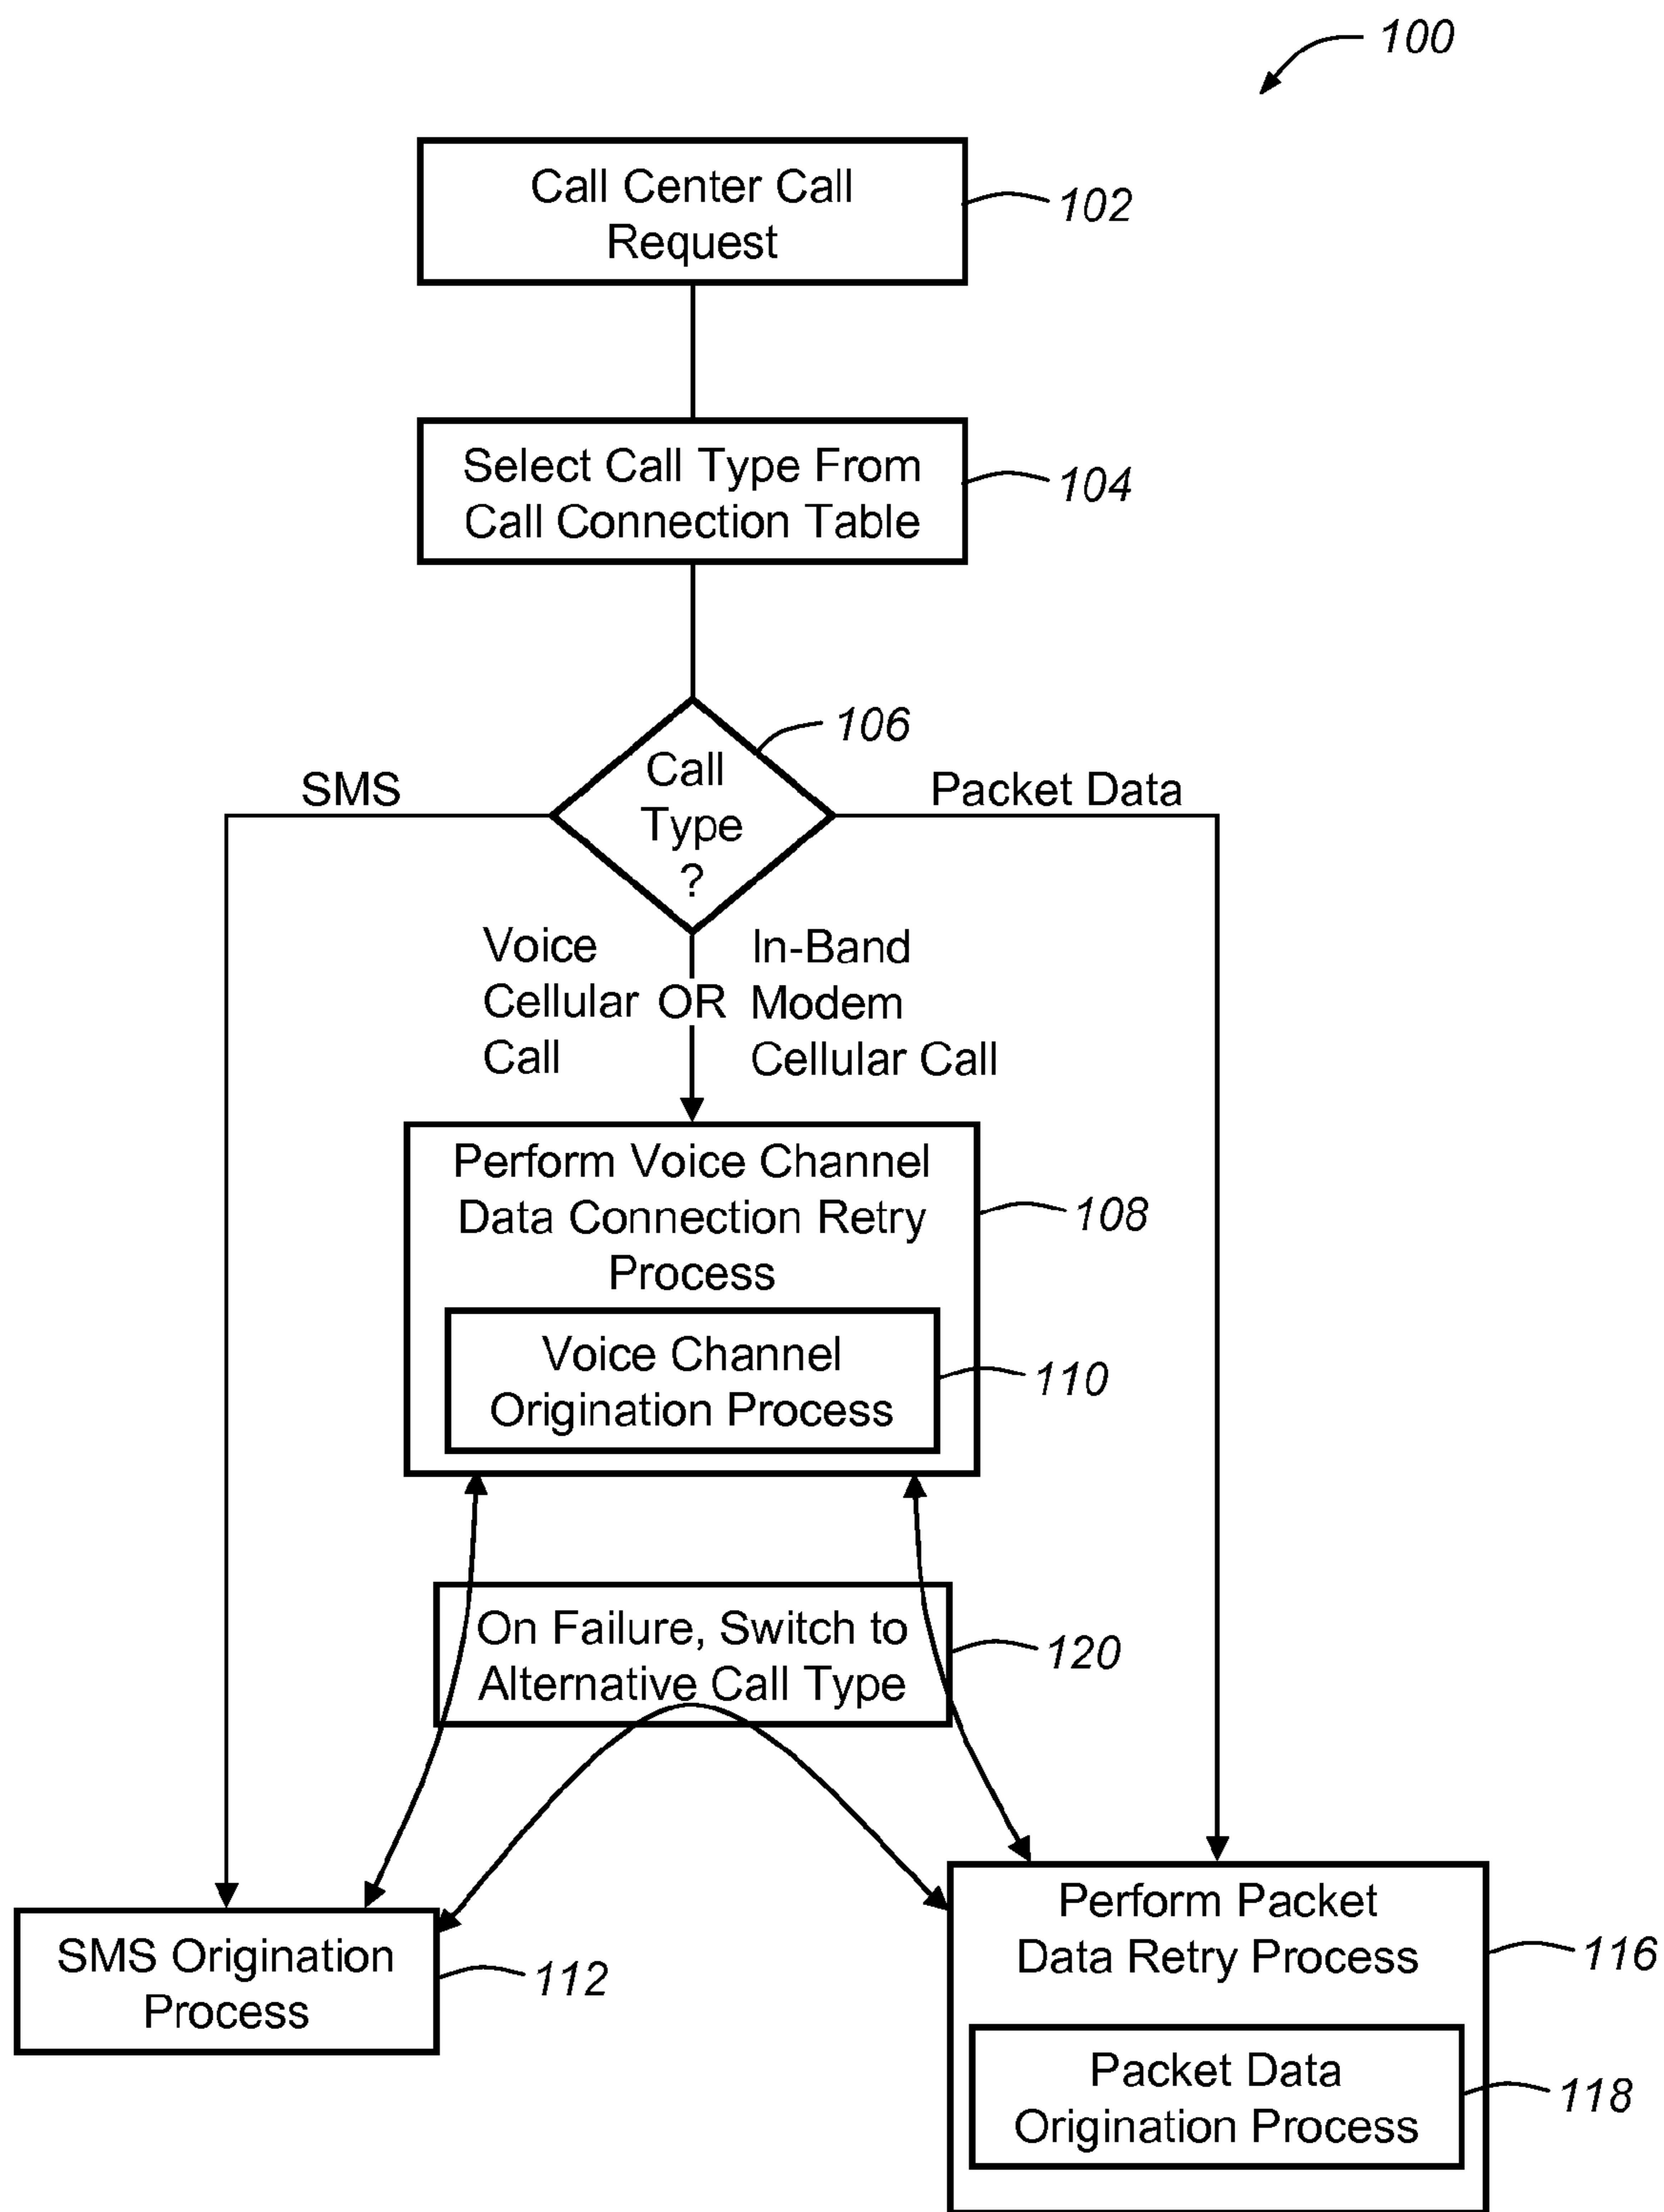 100
Call Center Call
Request
102
Select Call Type From
Call Connection Table
104
106
Call
Type
?
SMS
Packet Data
Voice
Cellular
Call
OR
In-Band
Modem
Cellular Call
Perform Voice Channel
Data Connection Retry
Process
108
Voice Channel
Origination Process
110
On Failure, Switch to
Alternative Call Type
120
SMS Origination
Process
112
Perform Packet
Data Retry Process
116
Packet Data
Origination Process
118